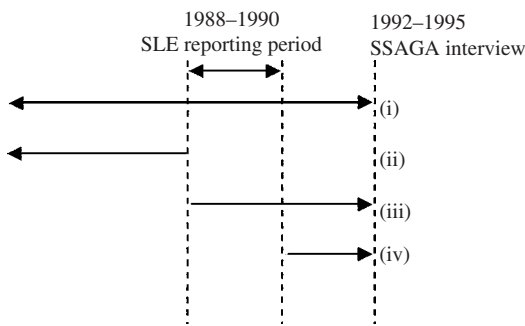 1988–1990
SLE reporting period
1992–1995
SSAGA interview
(i)
(ii)
(iii)
(iv)